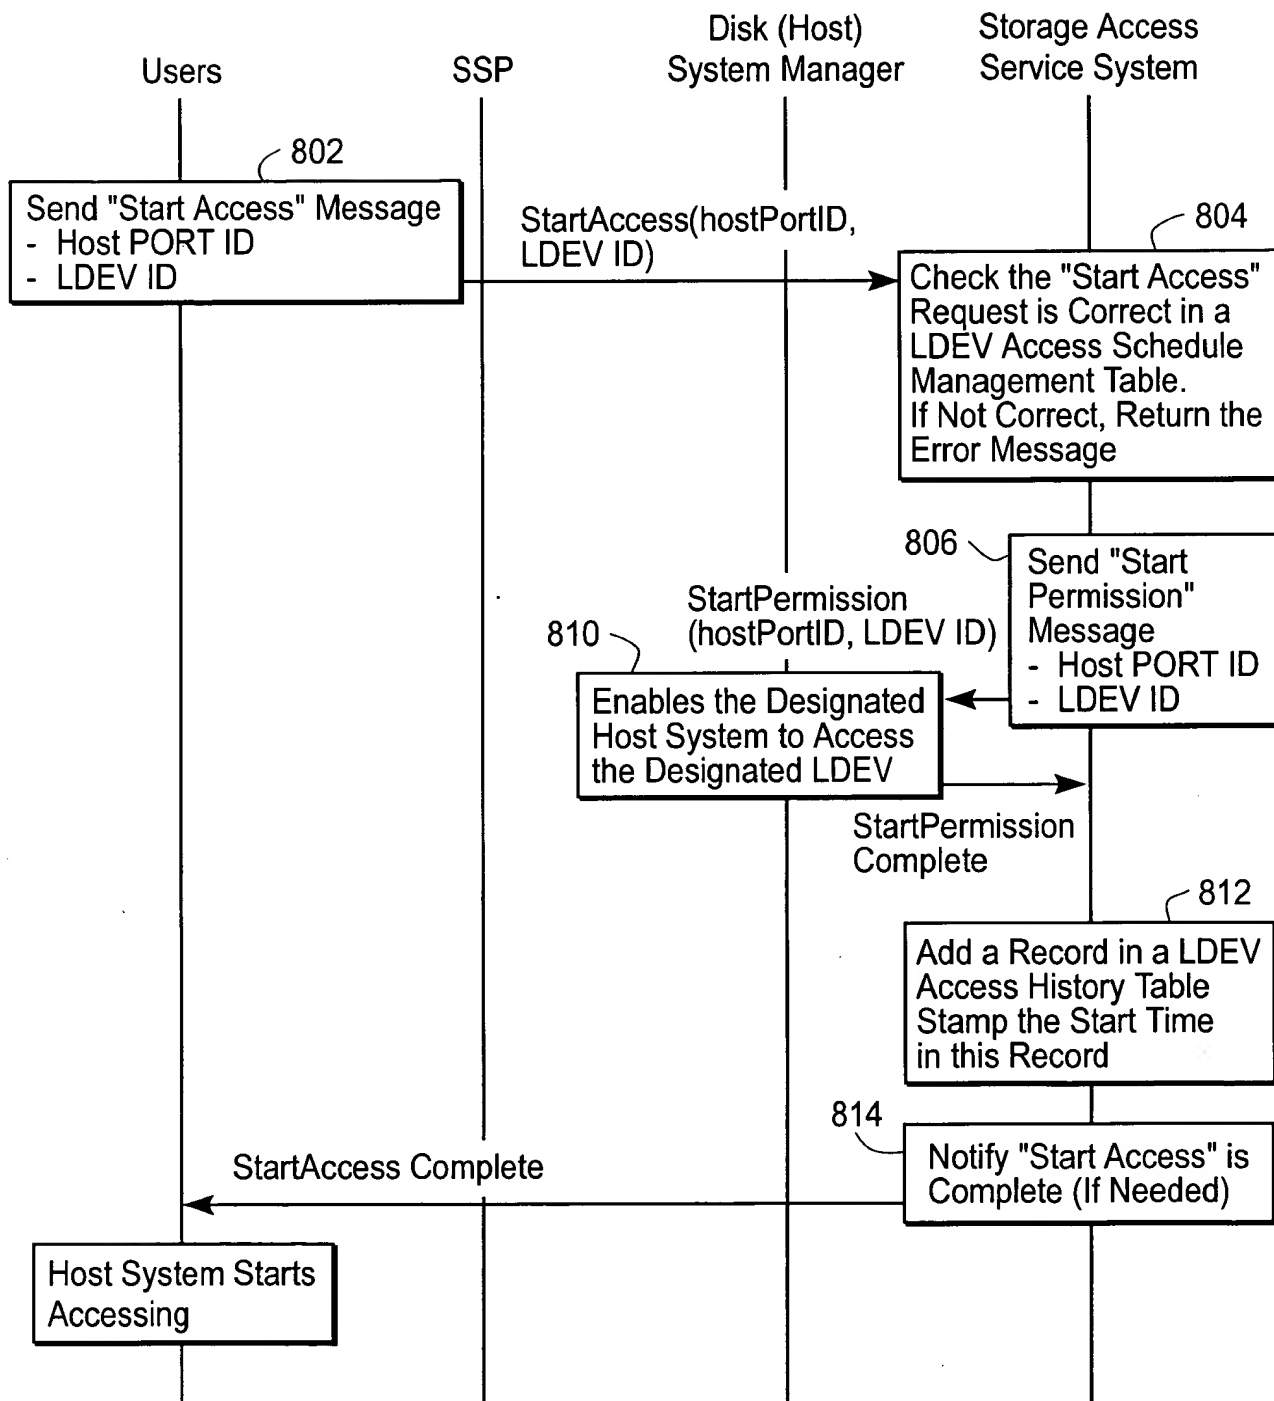 Users
SSP
Disk (Host)
System Manager
Storage Access
Service System
802
Send "Start Access" Message
- Host PORT ID
- LDEV ID
StartAccess(hostPortID,
LDEV ID)
804
Check the "Start Access"
Request is Correct in a
LDEV Access Schedule
Management Table.
If Not Correct, Return the
Error Message
806
Send "Start
Permission"
Message
- Host PORT ID
- LDEV ID
StartPermission
(hostPortID, LDEV ID)
810
Enables the Designated
Host System to Access
the Designated LDEV
StartPermission
Complete
812
Add a Record in a LDEV
Access History Table
Stamp the Start Time
in this Record
814
Notify "Start Access" is
Complete (If Needed)
StartAccess Complete
Host System Starts
Accessing